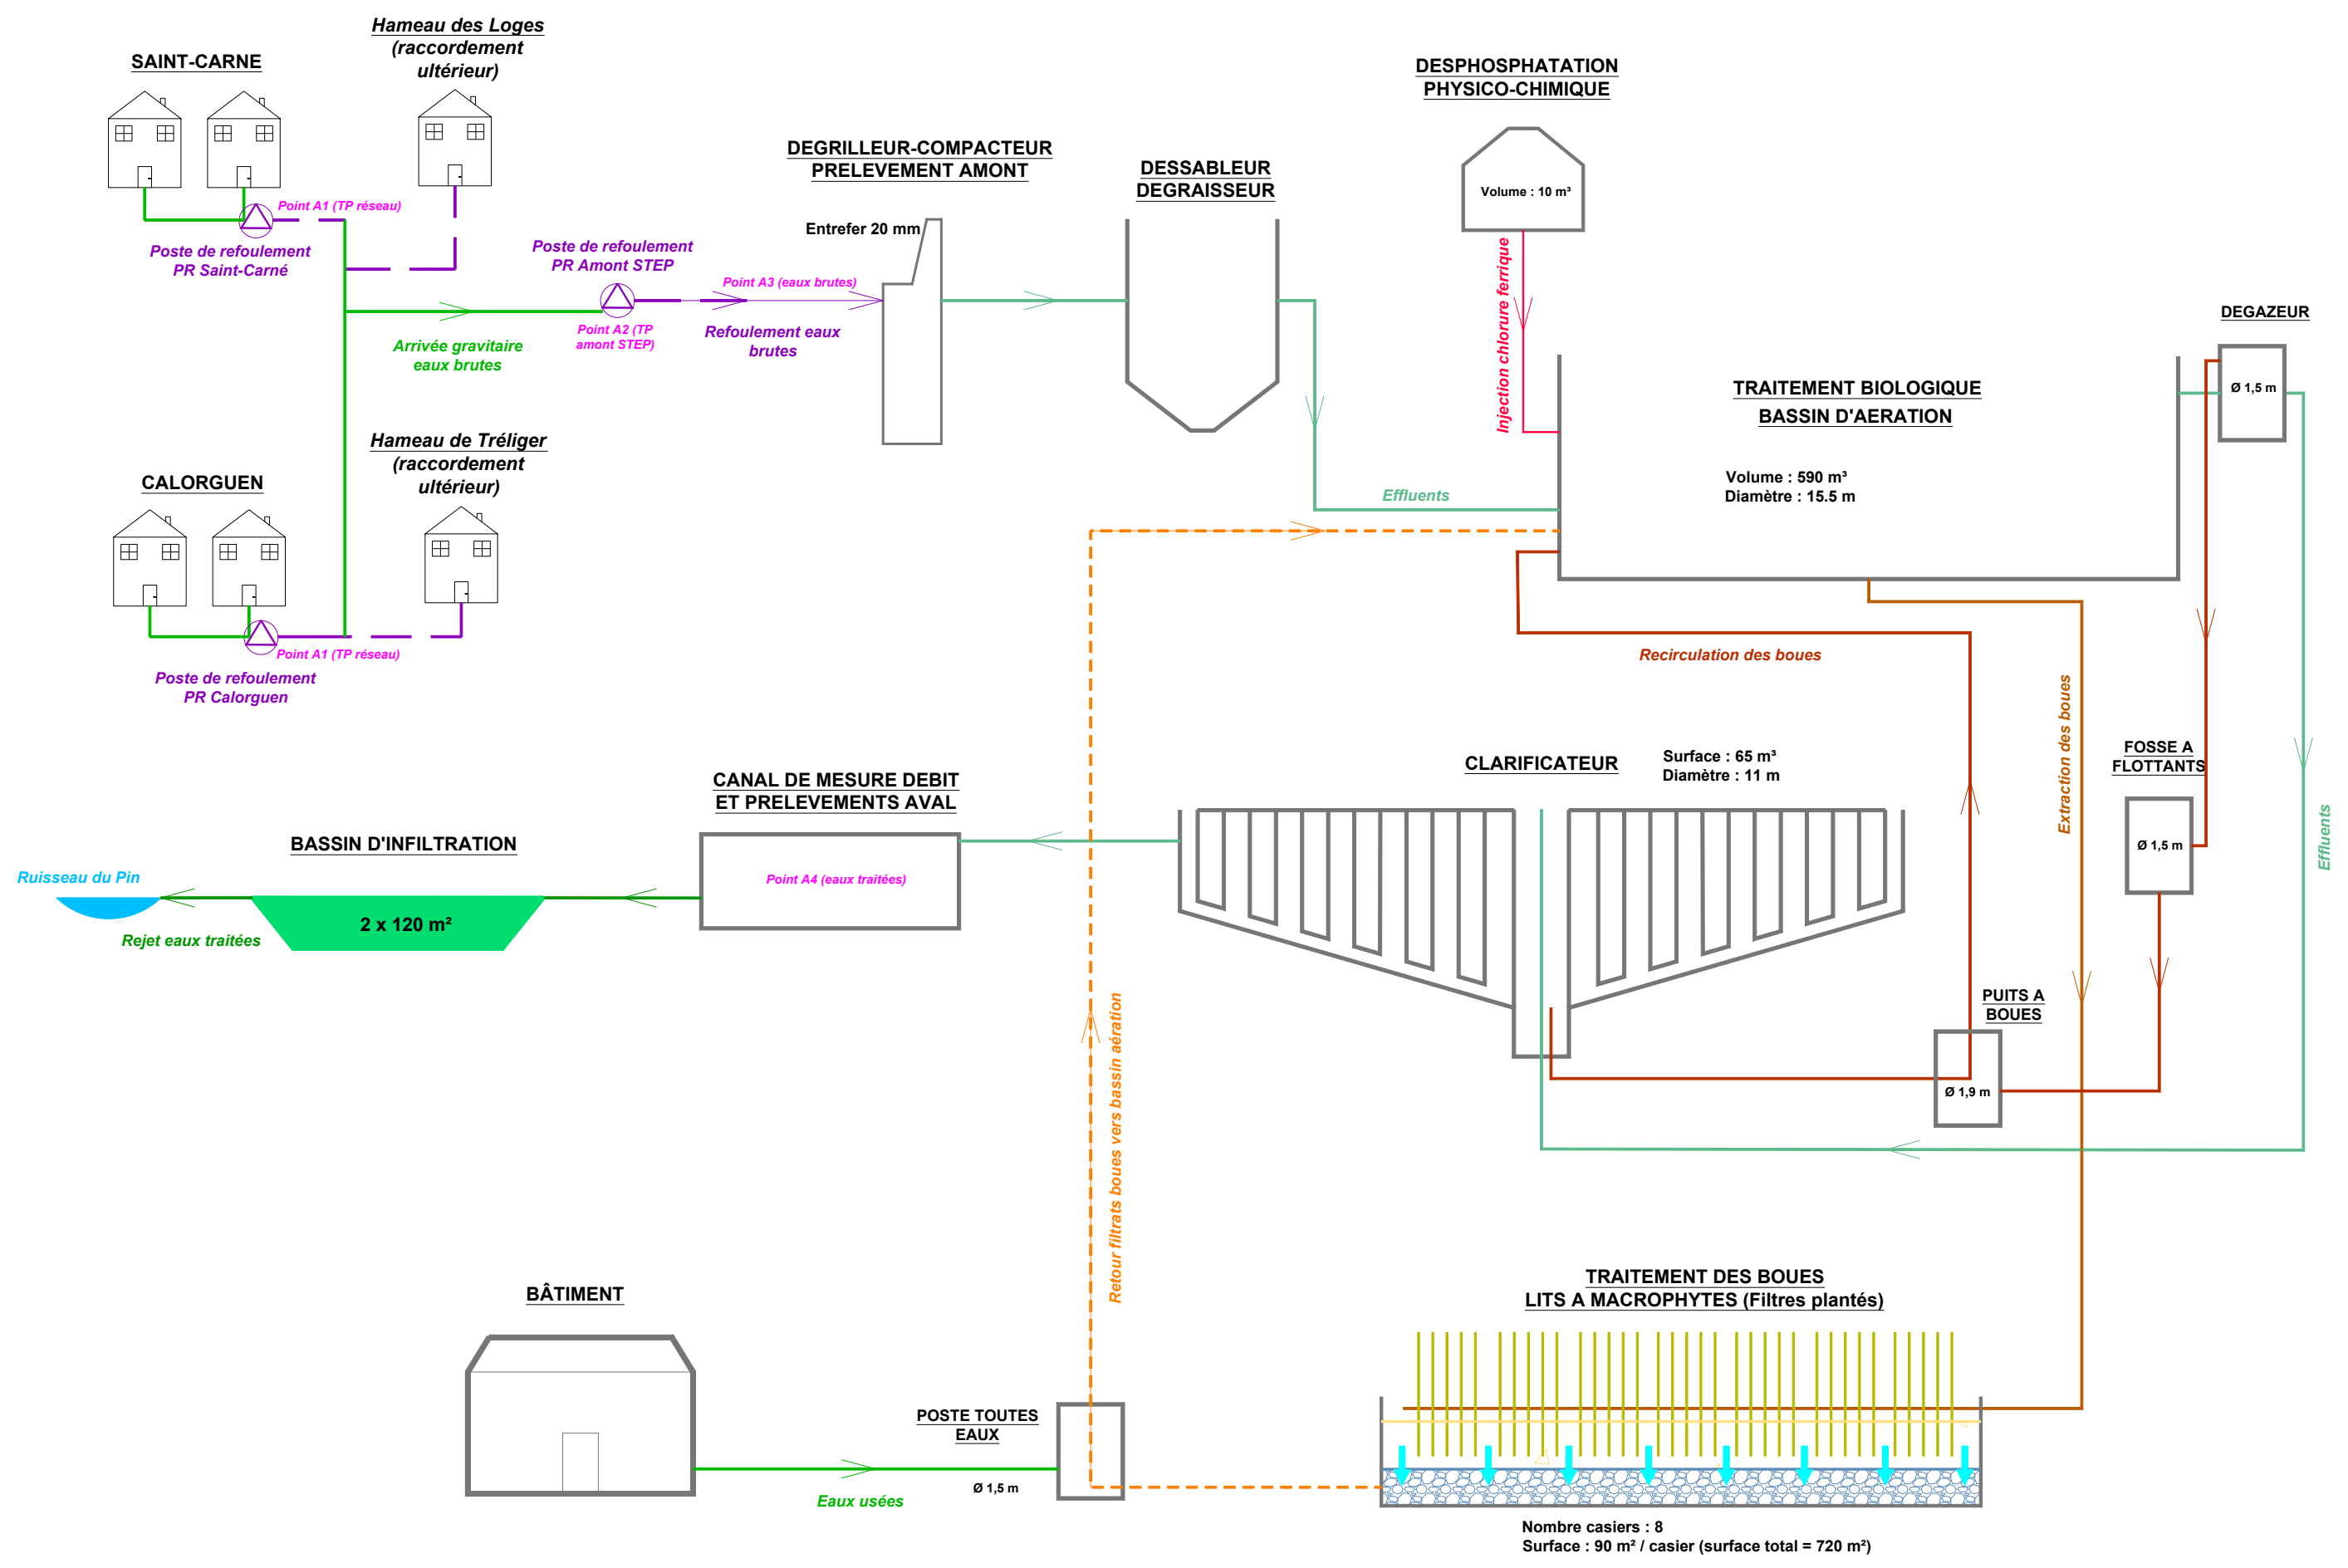 Hameau des Loges
(raccordement
ultérieur)
SAINT-CARNE
DESPHOSPHATATION
PHYSICO-CHIMIQUE
DEGRILLEUR-COMPACTEUR
PRELEVEMENT AMONT
DESSABLEUR
DEGRAISSEUR
Volume : 10 m³
Point A1 (TP réseau)
Entrefer 20 mm
Poste de refoulement
PR Saint-Carné
Poste de refoulement
PR Amont STEP
Point A3 (eaux brutes)
Injection chlorure ferrique
DEGAZEUR
Point A2 (TP
amont STEP)
Refoulement eaux
brutes
Arrivée gravitaire
eaux brutes
TRAITEMENT BIOLOGIQUE
BASSIN D'AERATION
Ø 1,5 m
Hameau de Tréliger
(raccordement
ultérieur)
CALORGUEN
Volume : 590 m³
Diamètre : 15.5 m
Effluents
Point A1 (TP réseau)
Recirculation des boues
Poste de refoulement
PR Calorguen
Extraction des boues
FOSSE A
FLOTTANTS
CLARIFICATEUR
Surface : 65 m³
Diamètre : 11 m
CANAL DE MESURE DEBIT
ET PRELEVEMENTS AVAL
BASSIN D'INFILTRATION
Effluents
Ø 1,5 m
Ruisseau du Pin
Point A4 (eaux traitées)
2 x 120 m²
Rejet eaux traitées
PUITS A
BOUES
Retour filtrats boues vers bassin aération
Ø 1,9 m
TRAITEMENT DES BOUES
LITS A MACROPHYTES (Filtres plantés)
BÂTIMENT
POSTE TOUTES
EAUX
Ø 1,5 m
Eaux usées
Nombre casiers : 8
Surface : 90 m² / casier (surface total = 720 m²)